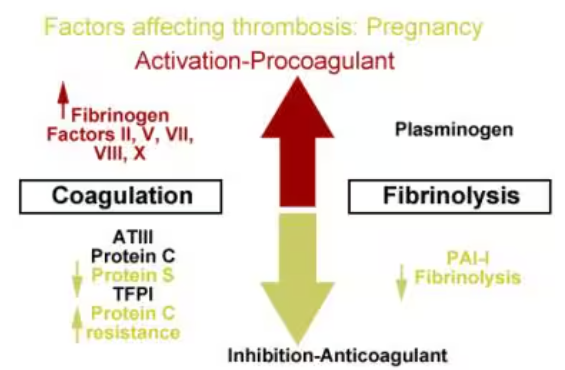 Factors affecting thrombosis: Pregnancy
Activation-Procoagulant
Fibrinogen
Factors II, V, VII,
VIII, X
Plasminogen
Coagulation
Fibrinolysis
ATIII
Protein C
Protein S
TFPI
Protein C
resistance
PAI-I
Fibrinolysis
Inhibition-Anticoagulant